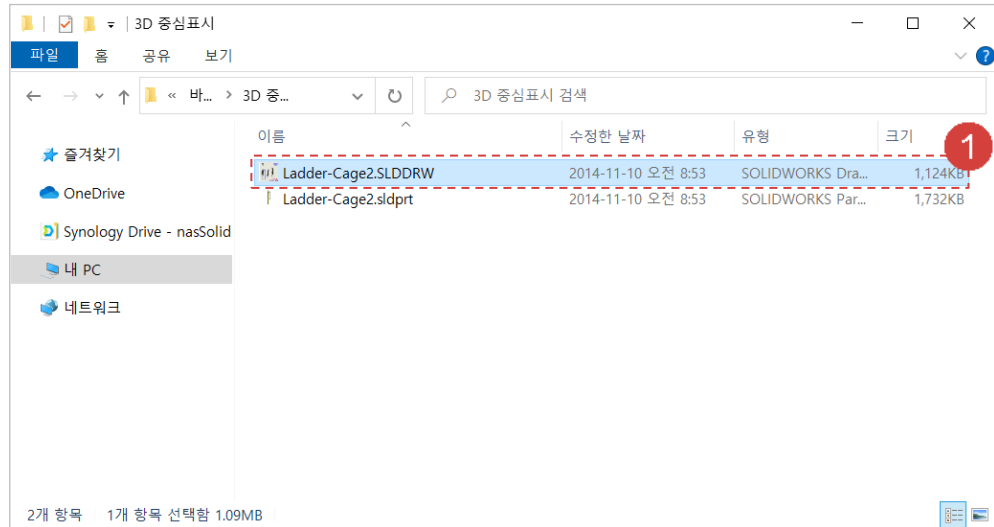 3D 중심표시
파일 홈 공유 보기
« 바... > 3D 중... 3D 중심표시 검색
이름 수정한 날짜 유형 크기
1
즐겨찾기
Ladder-Cage2.SLDDRW 2014-11-10 오전 8:53 SOLIDWORKS Dra... 1,124KB
OneDrive
Ladder-Cage2.sldprt 2014-11-10 오전 8:53 SOLIDWORKS Par... 1,732KB
Synology Drive - nasSolid
내 PC
네트워크
2개 항목 1개 항목 선택함 1.09MB